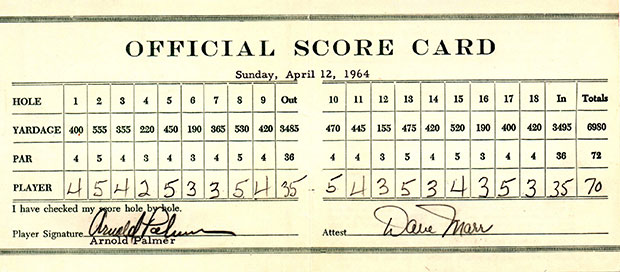 OFFICIAL SCORE CARD
Sunday, April 12, 1964
HOLE 1 2 3 4 5 6 7 8 9 Out 10 11 12 13 14 15 16 17 18 In Totals
YARDAGE 400 555 355 220 450 190 365 530 420 3485 470 445 155 475 420 520 190 400 420 3495 6980
PAR 4 5 4 3 4 3 4 5 4 36 4 4 3 5 4 5 3 4 4 36 72
PLAYER 4 5 4 2 5 3 3 5 4 35 - 5 4 3 5 3 4 3 5 3 35 70
I have checked my score hole by hole.
Player Signature Arnold Palmer Attest Dave Marr
Arnold Palmer